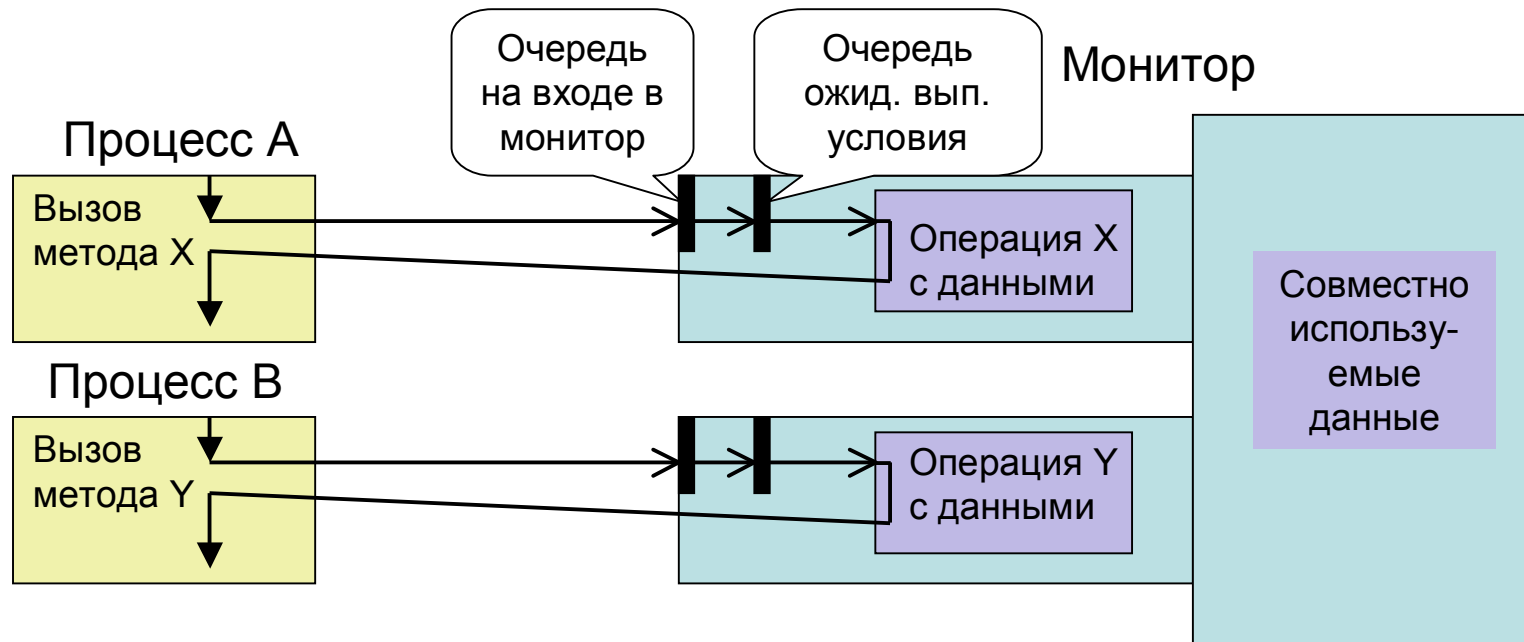 Очередь
на входе в
монитор
Очередь
ожид. вып.
условия
Монитор
Процесс A
Вызов
метода X
Операция X
с данными
Совместно
использу-
емые
данные
Процесс B
Вызов
метода Y
Операция Y
с данными